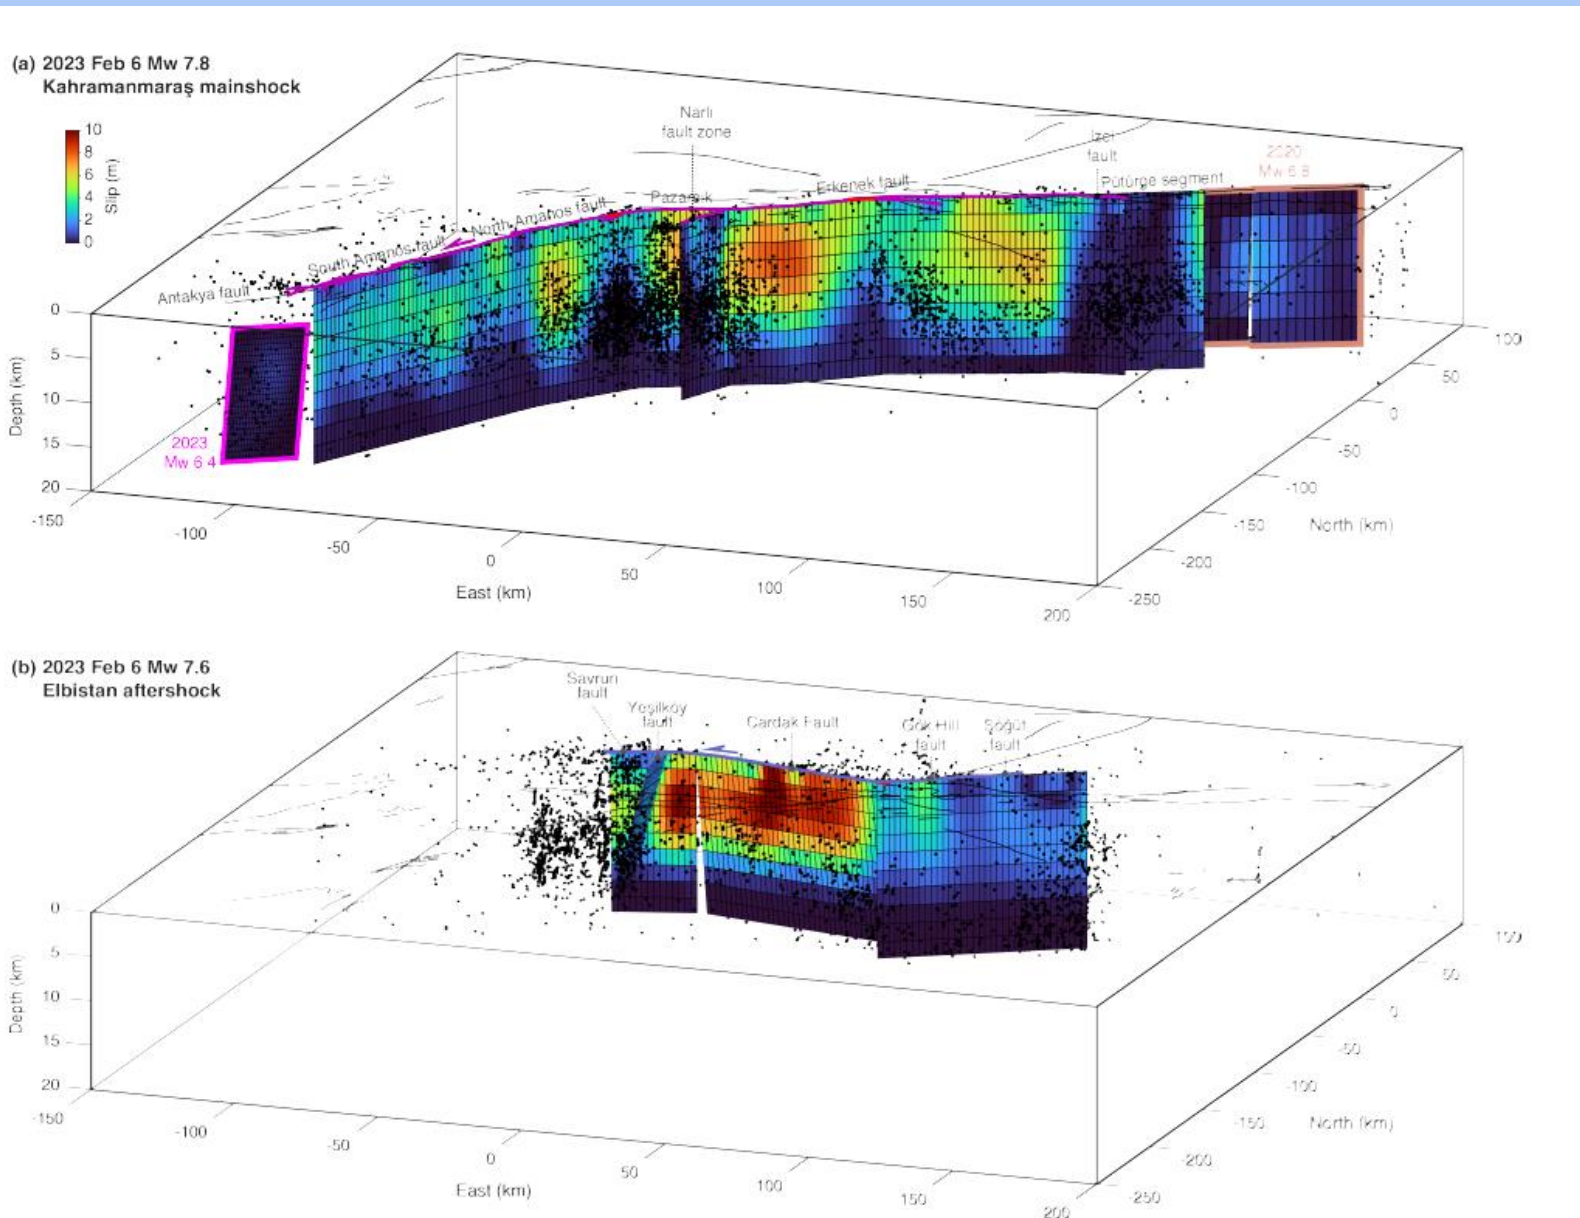 (a) 2023 Feb 6 Mw 7.8
Kahramanmaraş mainshock
10
8
6
4
2
0
Slip (m)
Narlı
fault zone
fault
2020
Mw 6.8
Pütürge segment
Erkenek fault
Pazarcık
North Amanos fault
South Amanos fault
Antakya fault
2023
Mw 6.4
0
5
10
15
20
Depth (km)
-150
-100
-50
0
50
100
150
200
East (km)
100
50
0
-50
-100
-150
-200
-250
North (km)
(b) 2023 Feb 6 Mw 7.6
Elbistan aftershock
Savrun
fault
Yeşilköy
fault
Çardak Fault
Gök Hill
fault
Söğüt
fault
0
5
10
15
20
Depth (km)
-150
-100
-50
0
50
100
150
200
East (km)
100
50
0
-50
-100
-150
-200
-250
North (km)